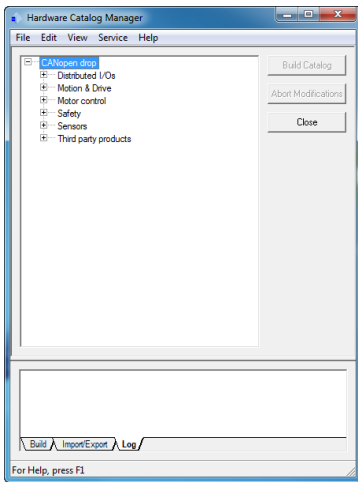 Hardware Catalog Manager
File Edit View Service Help
CANopen drop
Distributed I/Os
Motion & Drive
Motor control
Safety
Sensors
Third party products
Build Catalog
Abort Modifications
Close
Build Import/Export Log
For Help, press F1